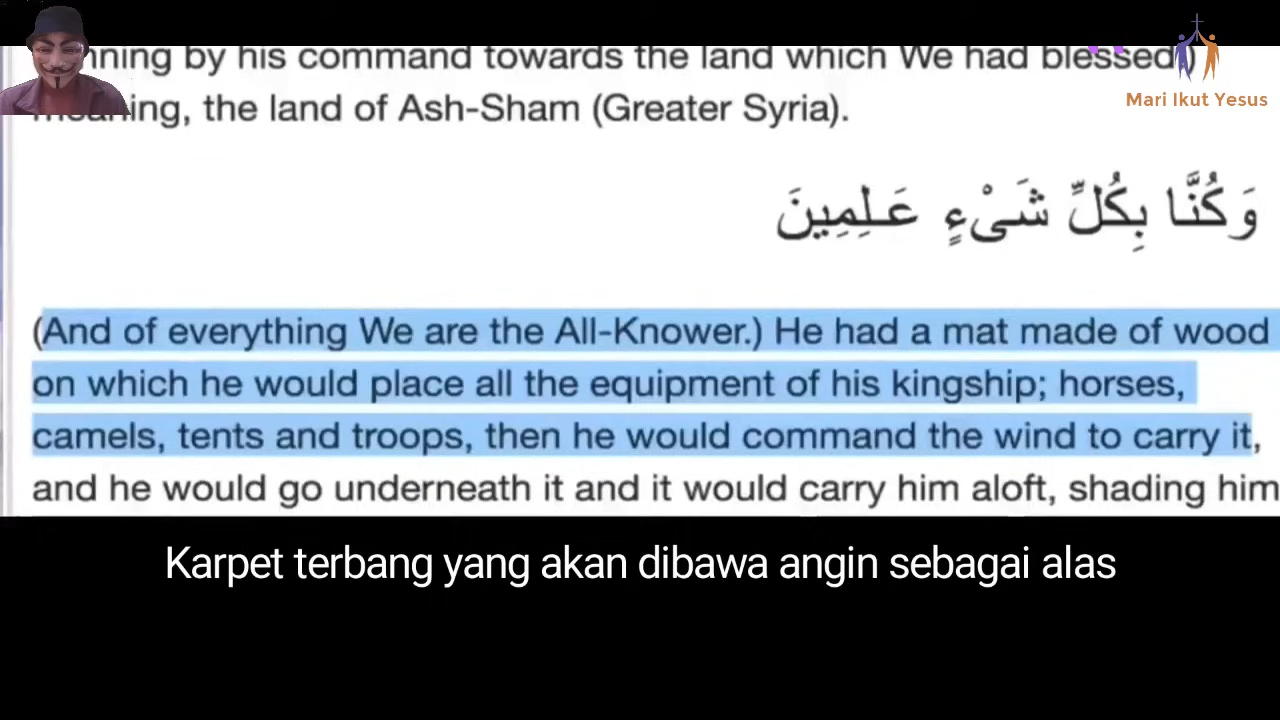 by his command towards the land which We had blessed)
Mari Ikut Yesus
the land of Ash-Sham (Greater Syria).
وَكُنَّا بِكُلِّ شَىْءٍ عَـلِمِينَ
(And of everything We are the All-Knower.) He had a mat made of wood
on which he would place all the equipment of his kingship; horses,
camels, tents and troops, then he would command the wind to carry it,
and he would go underneath it and it would carry him aloft, shading him
Karpet terbang yang akan dibawa angin sebagai alas